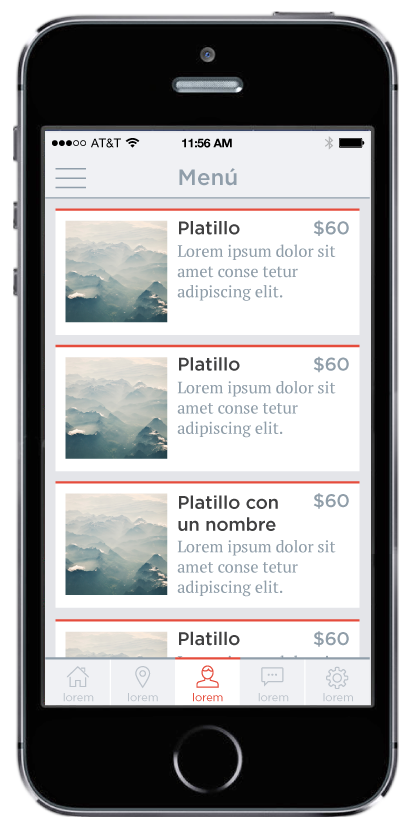 AT&T 11:56 AM
Menú
Platillo $60
Lorem ipsum dolor sit
amet conse tetur
adipiscing elit.
Platillo $60
Lorem ipsum dolor sit
amet conse tetur
adipiscing elit.
Platillo con $60
un nombre
Lorem ipsum dolor sit
amet conse tetur
adipiscing elit.
Platillo $60
lorem lorem lorem lorem lorem